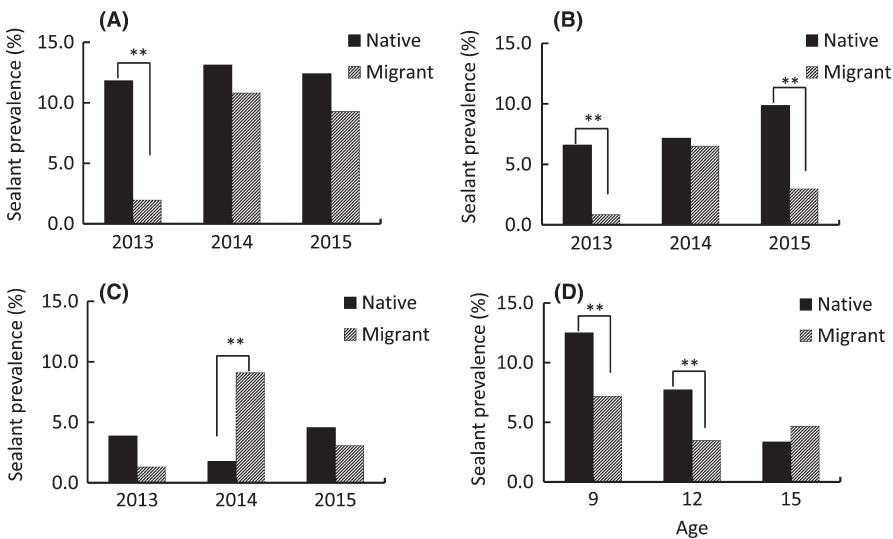 (A)
Sealant prevalence (%)
15.0
10.0
5.0
0.0
**
Native
Migrant
2013 2014 2015
(B)
Sealant prevalence (%)
15.0
10.0
5.0
0.0
**
**
Native
Migrant
2013 2014 2015
(C)
Sealant prevalence (%)
15.0
10.0
5.0
0.0
**
Native
Migrant
2013 2014 2015
(D)
Sealant prevalence (%)
15.0
10.0
5.0
0.0
**
**
Native
Migrant
9 12 15
Age